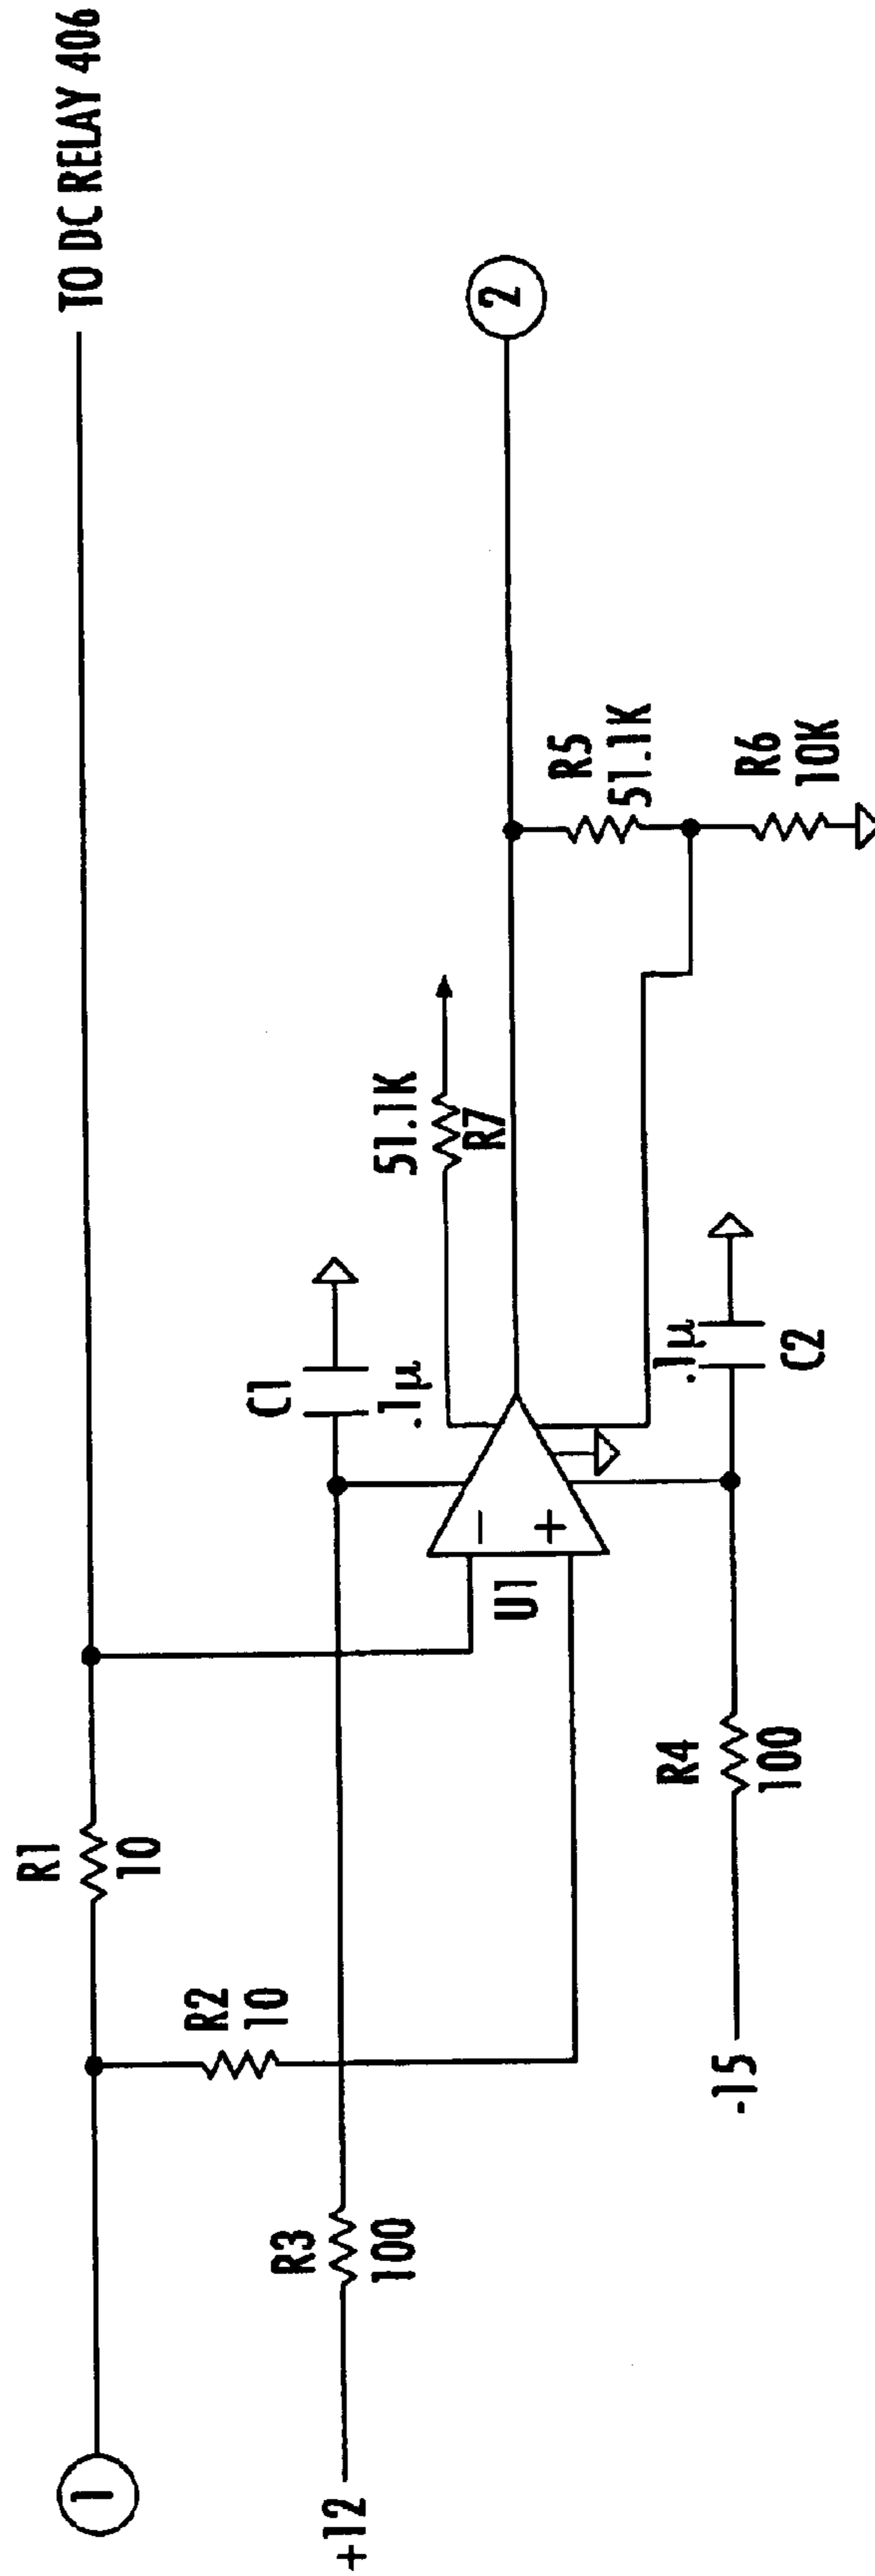 TO DC RELAY 406
1
R1
10
R2
10
+12
R3
100
C1
.1µ
51.1K
R7
U1
−
+
2
R5
51.1K
R6
10K
-15
R4
100
.1µ
C2